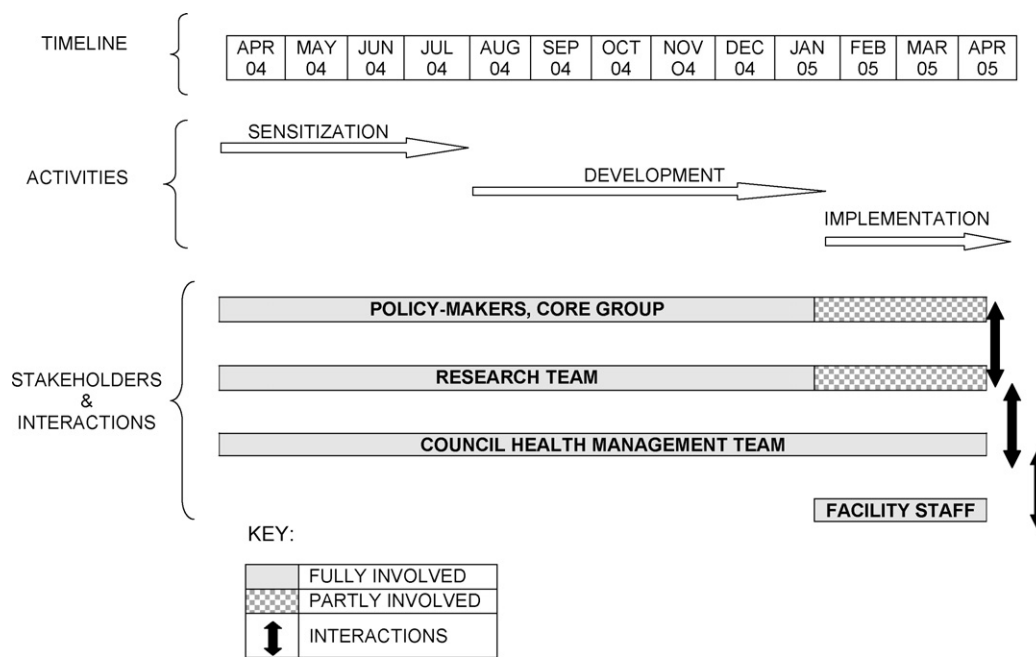 TIMELINE
APR 04
MAY 04
JUN 04
JUL 04
AUG 04
SEP 04
OCT 04
NOV O4
DEC 04
JAN 05
FEB 05
MAR 05
APR 05
ACTIVITIES
SENSITIZATION
DEVELOPMENT
IMPLEMENTATION
STAKEHOLDERS
&
INTERACTIONS
POLICY-MAKERS, CORE GROUP
RESEARCH TEAM
COUNCIL HEALTH MANAGEMENT TEAM
FACILITY STAFF
KEY:
FULLY INVOLVED
PARTLY INVOLVED
INTERACTIONS